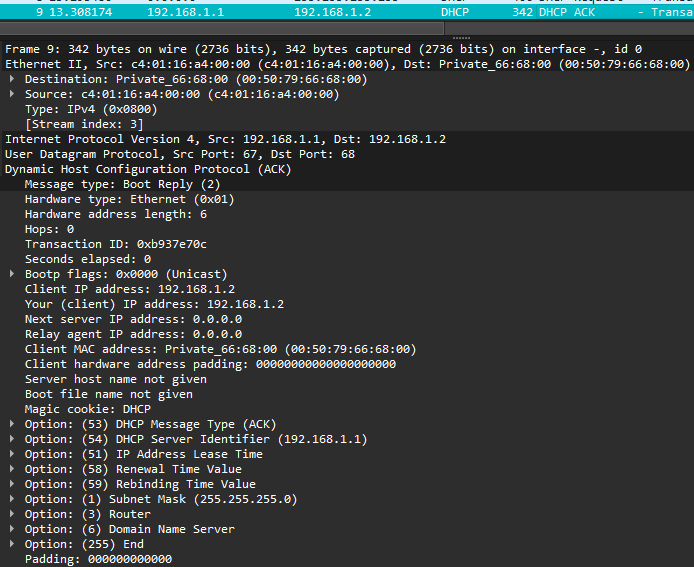 9 13.308174 192.168.1.1 192.168.1.2 DHCP 342 DHCP ACK - Transa
Frame 9: 342 bytes on wire (2736 bits), 342 bytes captured (2736 bits) on interface -, id 0
Ethernet II, Src: c4:01:16:a4:00:00 (c4:01:16:a4:00:00), Dst: Private_66:68:00 (00:50:79:66:68:00)
Destination: Private_66:68:00 (00:50:79:66:68:00)
Source: c4:01:16:a4:00:00 (c4:01:16:a4:00:00)
Type: IPv4 (0x0800)
[Stream index: 3]
Internet Protocol Version 4, Src: 192.168.1.1, Dst: 192.168.1.2
User Datagram Protocol, Src Port: 67, Dst Port: 68
Dynamic Host Configuration Protocol (ACK)
Message type: Boot Reply (2)
Hardware type: Ethernet (0x01)
Hardware address length: 6
Hops: 0
Transaction ID: 0xb937e70c
Seconds elapsed: 0
Bootp flags: 0x0000 (Unicast)
Client IP address: 192.168.1.2
Your (client) IP address: 192.168.1.2
Next server IP address: 0.0.0.0
Relay agent IP address: 0.0.0.0
Client MAC address: Private_66:68:00 (00:50:79:66:68:00)
Client hardware address padding: 00000000000000000000
Server host name not given
Boot file name not given
Magic cookie: DHCP
Option: (53) DHCP Message Type (ACK)
Option: (54) DHCP Server Identifier (192.168.1.1)
Option: (51) IP Address Lease Time
Option: (58) Renewal Time Value
Option: (59) Rebinding Time Value
Option: (1) Subnet Mask (255.255.255.0)
Option: (3) Router
Option: (6) Domain Name Server
Option: (255) End
Padding: 000000000000